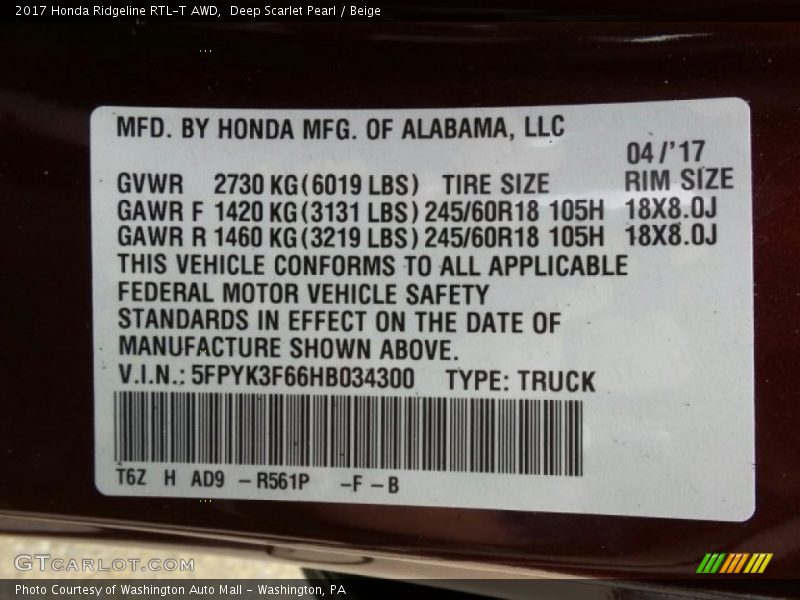 2017 Honda Ridgeline RTL-T AWD,  Deep Scarlet Pearl / Beige
MFD. BY HONDA MFG. OF ALABAMA, LLC
04/'17
GVWR 2730 KG(6019 LBS) TIRE SIZE RIM SIZE
GAWR F 1420 KG(3131 LBS) 245/60R18 105H 18X8.0J
GAWR R 1460 KG(3219 LBS) 245/60R18 105H 18X8.0J
THIS VEHICLE CONFORMS TO ALL APPLICABLE
FEDERAL MOTOR VEHICLE SAFETY
STANDARDS IN EFFECT ON THE DATE OF
MANUFACTURE SHOWN ABOVE.
V.I.N.: 5FPYK3F66HB034300 TYPE: TRUCK
T6Z H AD9 - R561P -F -B
GTCARLOT.COM
Photo Courtesy of Washington Auto Mall - Washington, PA